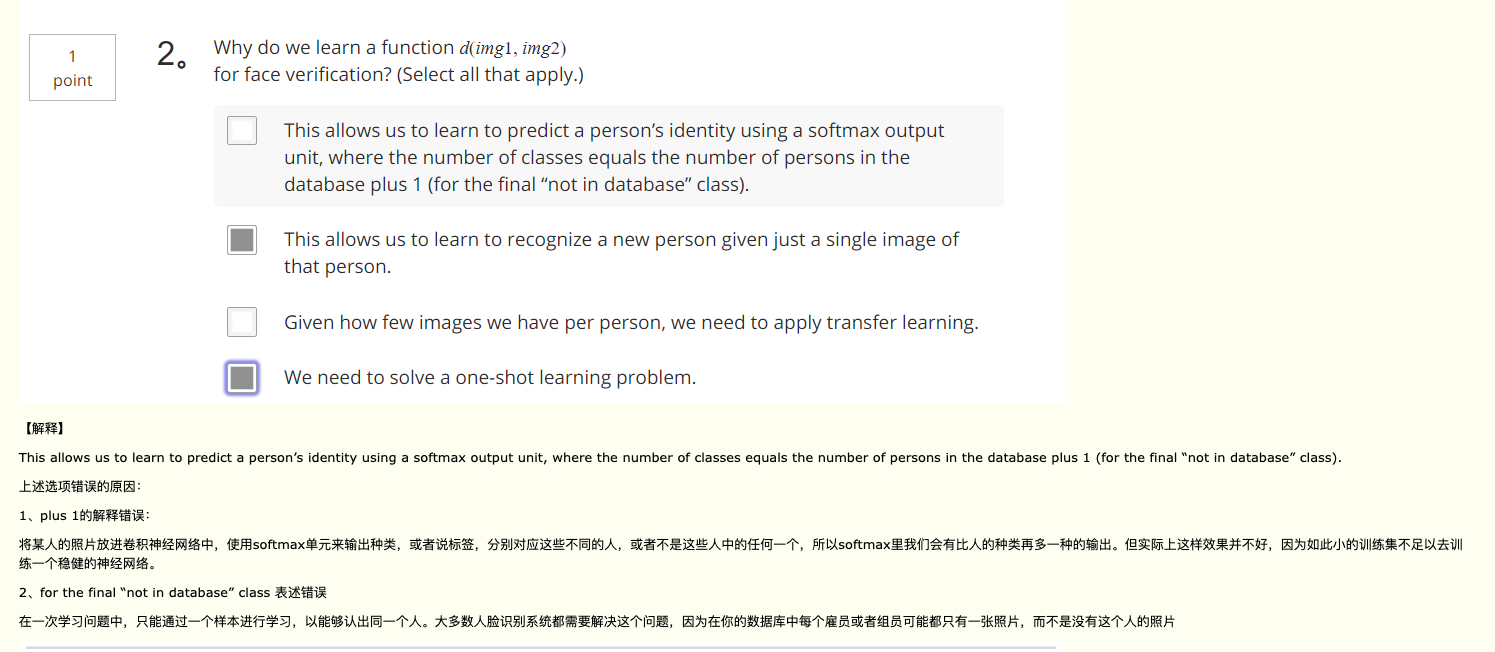 1
point
2。
Why do we learn a function d(img1, img2)
for face verification? (Select all that apply.)
This allows us to learn to predict a person’s identity using a softmax output
unit, where the number of classes equals the number of persons in the
database plus 1 (for the final “not in database” class).
This allows us to learn to recognize a new person given just a single image of
that person.
Given how few images we have per person, we need to apply transfer learning.
We need to solve a one-shot learning problem.
【解释】
This allows us to learn to predict a person’s identity using a softmax output unit, where the number of classes equals the number of persons in the database plus 1 (for the final “not in database” class).
上述选项错误的原因：
1、plus 1的解释错误：
将某人的照片放进卷积神经网络中，使用softmax单元来输出种类，或者说标签，分别对应这些不同的人，或者不是这些人中的任何一个，所以softmax里我们会有比人的种类再多一种的输出。但实际上这样效果并不好，因为如此小的训练集不足以去训
练一个稳健的神经网络。
2、for the final “not in database” class 表述错误
在一次学习问题中，只能通过一个样本进行学习，以能够认出同一个人。大多数人脸识别系统都需要解决这个问题，因为在你的数据库中每个雇员或者组员可能都只有一张照片，而不是没有这个人的照片